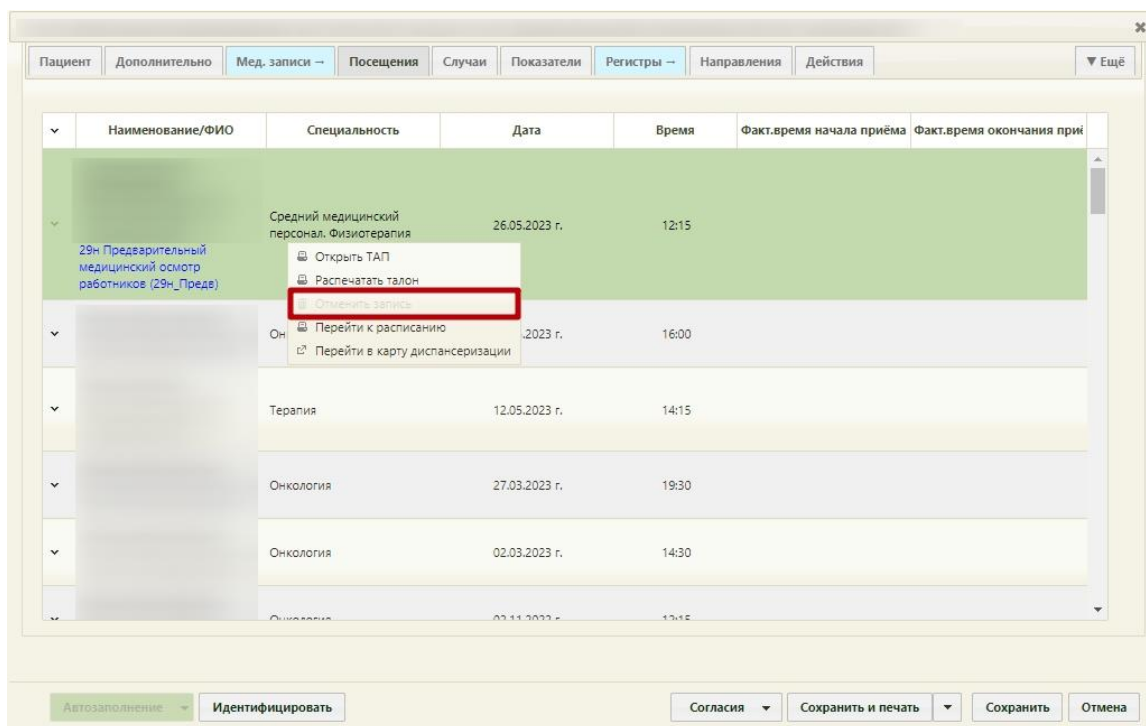 Пациент Дополнительно Мед. записи → Посещения Случаи Показатели Регистры → Направления Действия ▼ Ещё
Наименование/ФИО Специальность Дата Время Факт.время начала приёма Факт.время окончания приё
Средний медицинский
персонал. Физиотерапия 26.05.2023 г. 12:15
29н Предварительный
медицинский осмотр
работников (29н_Предв)
Открыть ТАП
Распечатать талон
Отменить запись
Перейти к расписанию
Перейти в карту диспансеризации
Он .2023 г. 16:00
Терапия 12.05.2023 г. 14:15
Онкология 27.03.2023 г. 19:30
Онкология 02.03.2023 г. 14:30
Онкология
Автозаполнение Идентифицировать Согласия Сохранить и печать Сохранить Отмена